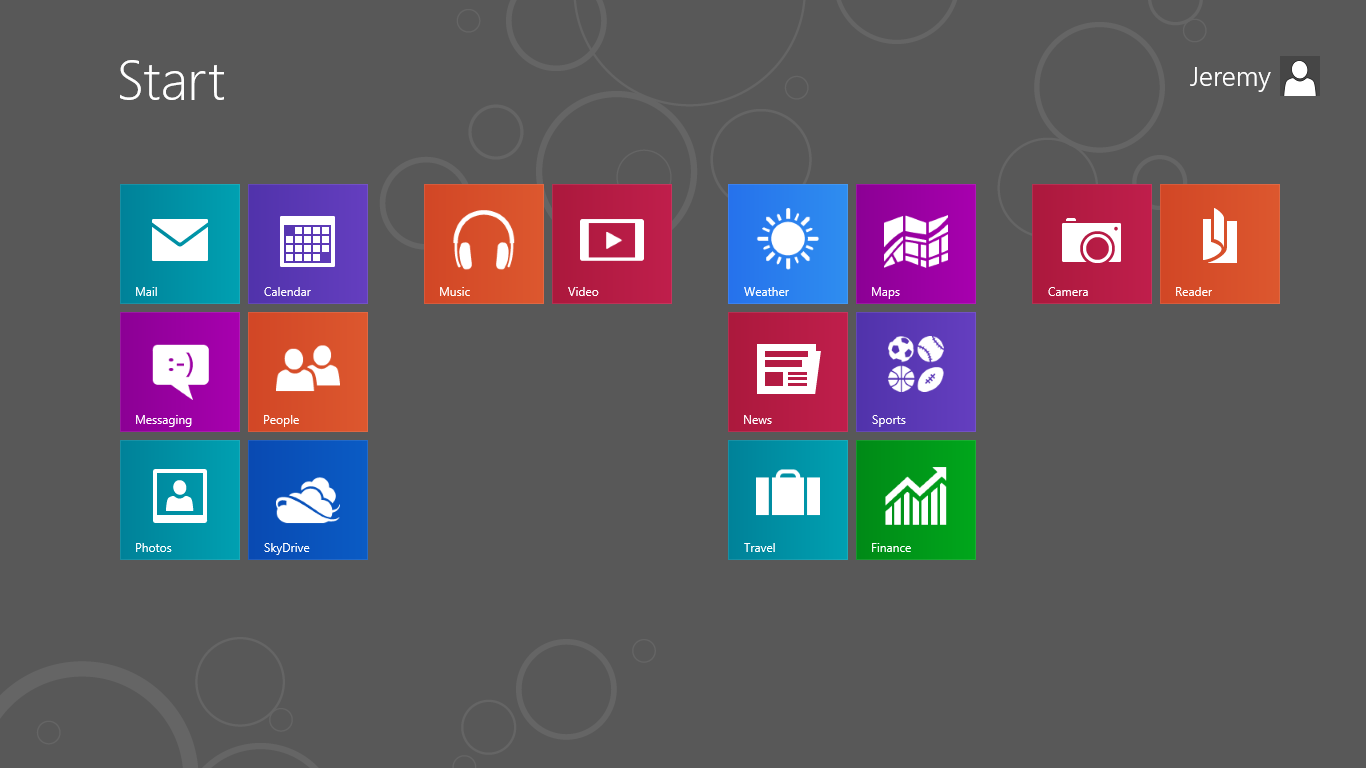 Start
Jeremy
Mail
Calendar
Music
Video
Weather
Maps
Camera
Reader
:-)
Messaging
People
News
Sports
Photos
SkyDrive
Travel
Finance